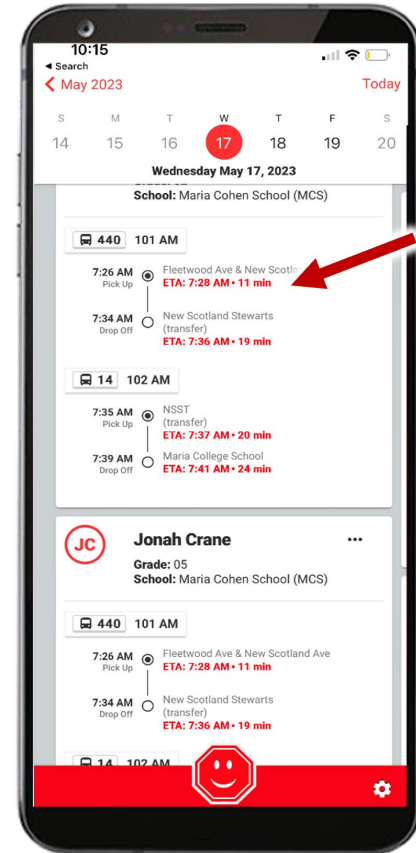 10:15
◄ Search
May 2023 Today
S M T W T F S
14 15 16 17 18 19 20
Wednesday May 17, 2023
School: Maria Cohen School (MCS)
440 101 AM
7:26 AM Fleetwood Ave & New
Pick Up ETA: 7:28 AM • 11 min
7:34 AM New Scotland Stewarts
Drop Off (transfer)
ETA: 7:36 AM • 19 min
14 102 AM
7:35 AM NSST
Pick Up (transfer)
ETA: 7:37 AM • 20 min
7:39 AM Maria College School
Drop Off ETA: 7:41 AM • 24 min
JC Jonah Crane
Grade: 05
School: Maria Cohen School (MCS)
440 101 AM
7:26 AM Fleetwood Ave & New Scotland Ave
Pick Up ETA: 7:28 AM • 11 min
7:34 AM New Scotland Stewarts
Drop Off (transfer)
ETA: 7:36 AM • 19 min
14 102 AM